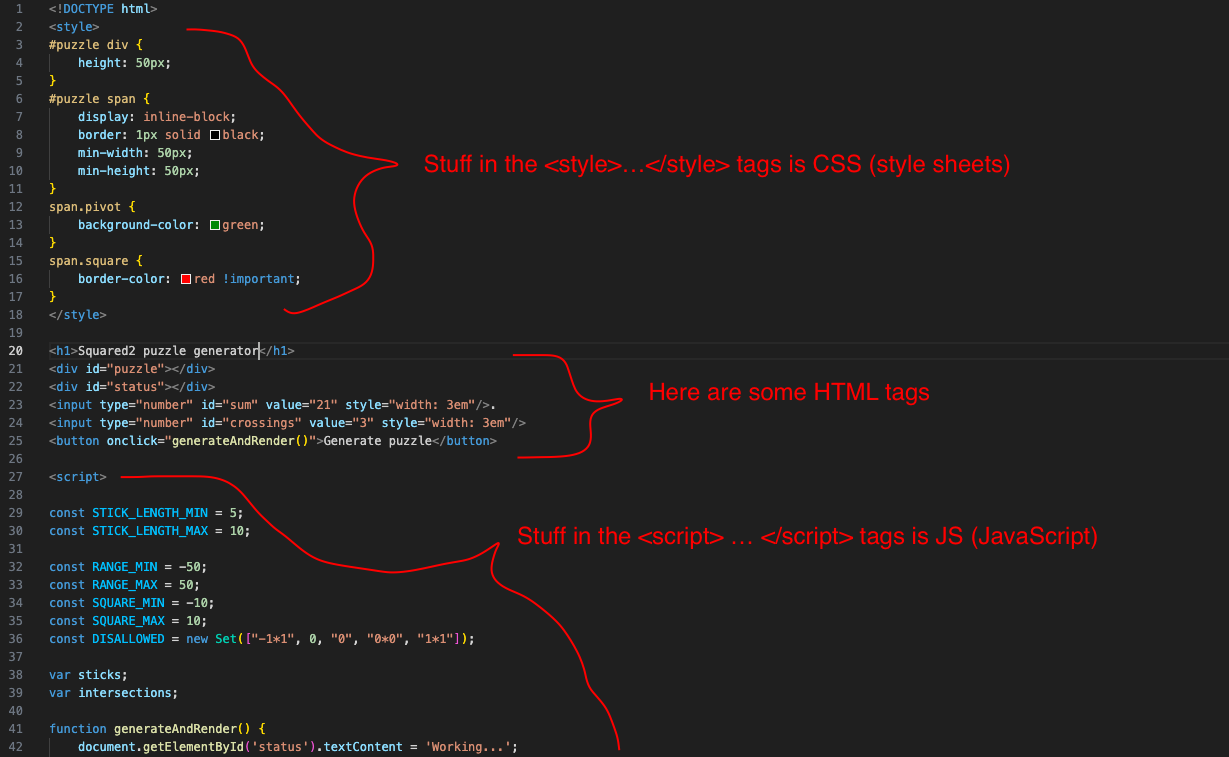 1 <!DOCTYPE html>
2 <style>
3 #puzzle div {
4     height: 50px;
5 }
6 #puzzle span {
7     display: inline-block;
8     border: 1px solid black;
9     min-width: 50px;
Stuff in the <style>...</style> tags is CSS (style sheets)
10     min-height: 50px;
11 }
12 span.pivot {
13     background-color: green;
14 }
15 span.square {
16     border-color: red !important;
17 }
18 </style>
19
20 <h1>Squared2 puzzle generator</h1>
21 <div id="puzzle"></div>
22 <div id="status"></div>
Here are some HTML tags
23 <input type="number" id="sum" value="21" style="width: 3em"/>.
24 <input type="number" id="crossings" value="3" style="width: 3em"/>
25 <button onclick="generateAndRender()">Generate puzzle</button>
26
27 <script>
28
29 const STICK_LENGTH_MIN = 5;
30 const STICK_LENGTH_MAX = 10;
Stuff in the <script> ... </script> tags is JS (JavaScript)
31
32 const RANGE_MIN = -50;
33 const RANGE_MAX = 50;
34 const SQUARE_MIN = -10;
35 const SQUARE_MAX = 10;
36 const DISALLOWED = new Set(["-1*1", 0, "0", "0*0", "1*1"]);
37
38 var sticks;
39 var intersections;
40
41 function generateAndRender() {
42     document.getElementById('status').textContent = 'Working...';